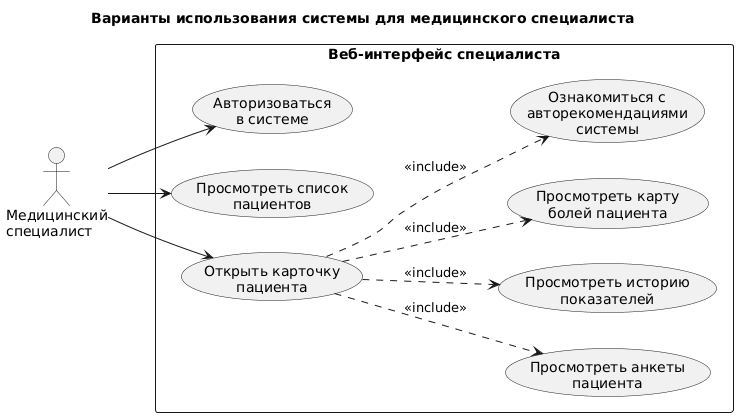 Варианты использования системы для медицинского специалиста
Веб-интерфейс специалиста
Авторизоваться
в системе
Просмотреть список
пациентов
Открыть карточку
пациента
Медицинский
специалист
Ознакомиться с
авторекомендациями
системы
Просмотреть карту
болей пациента
Просмотреть историю
показателей
Просмотреть анкеты
пациента
«include»
«include»
«include»
«include»